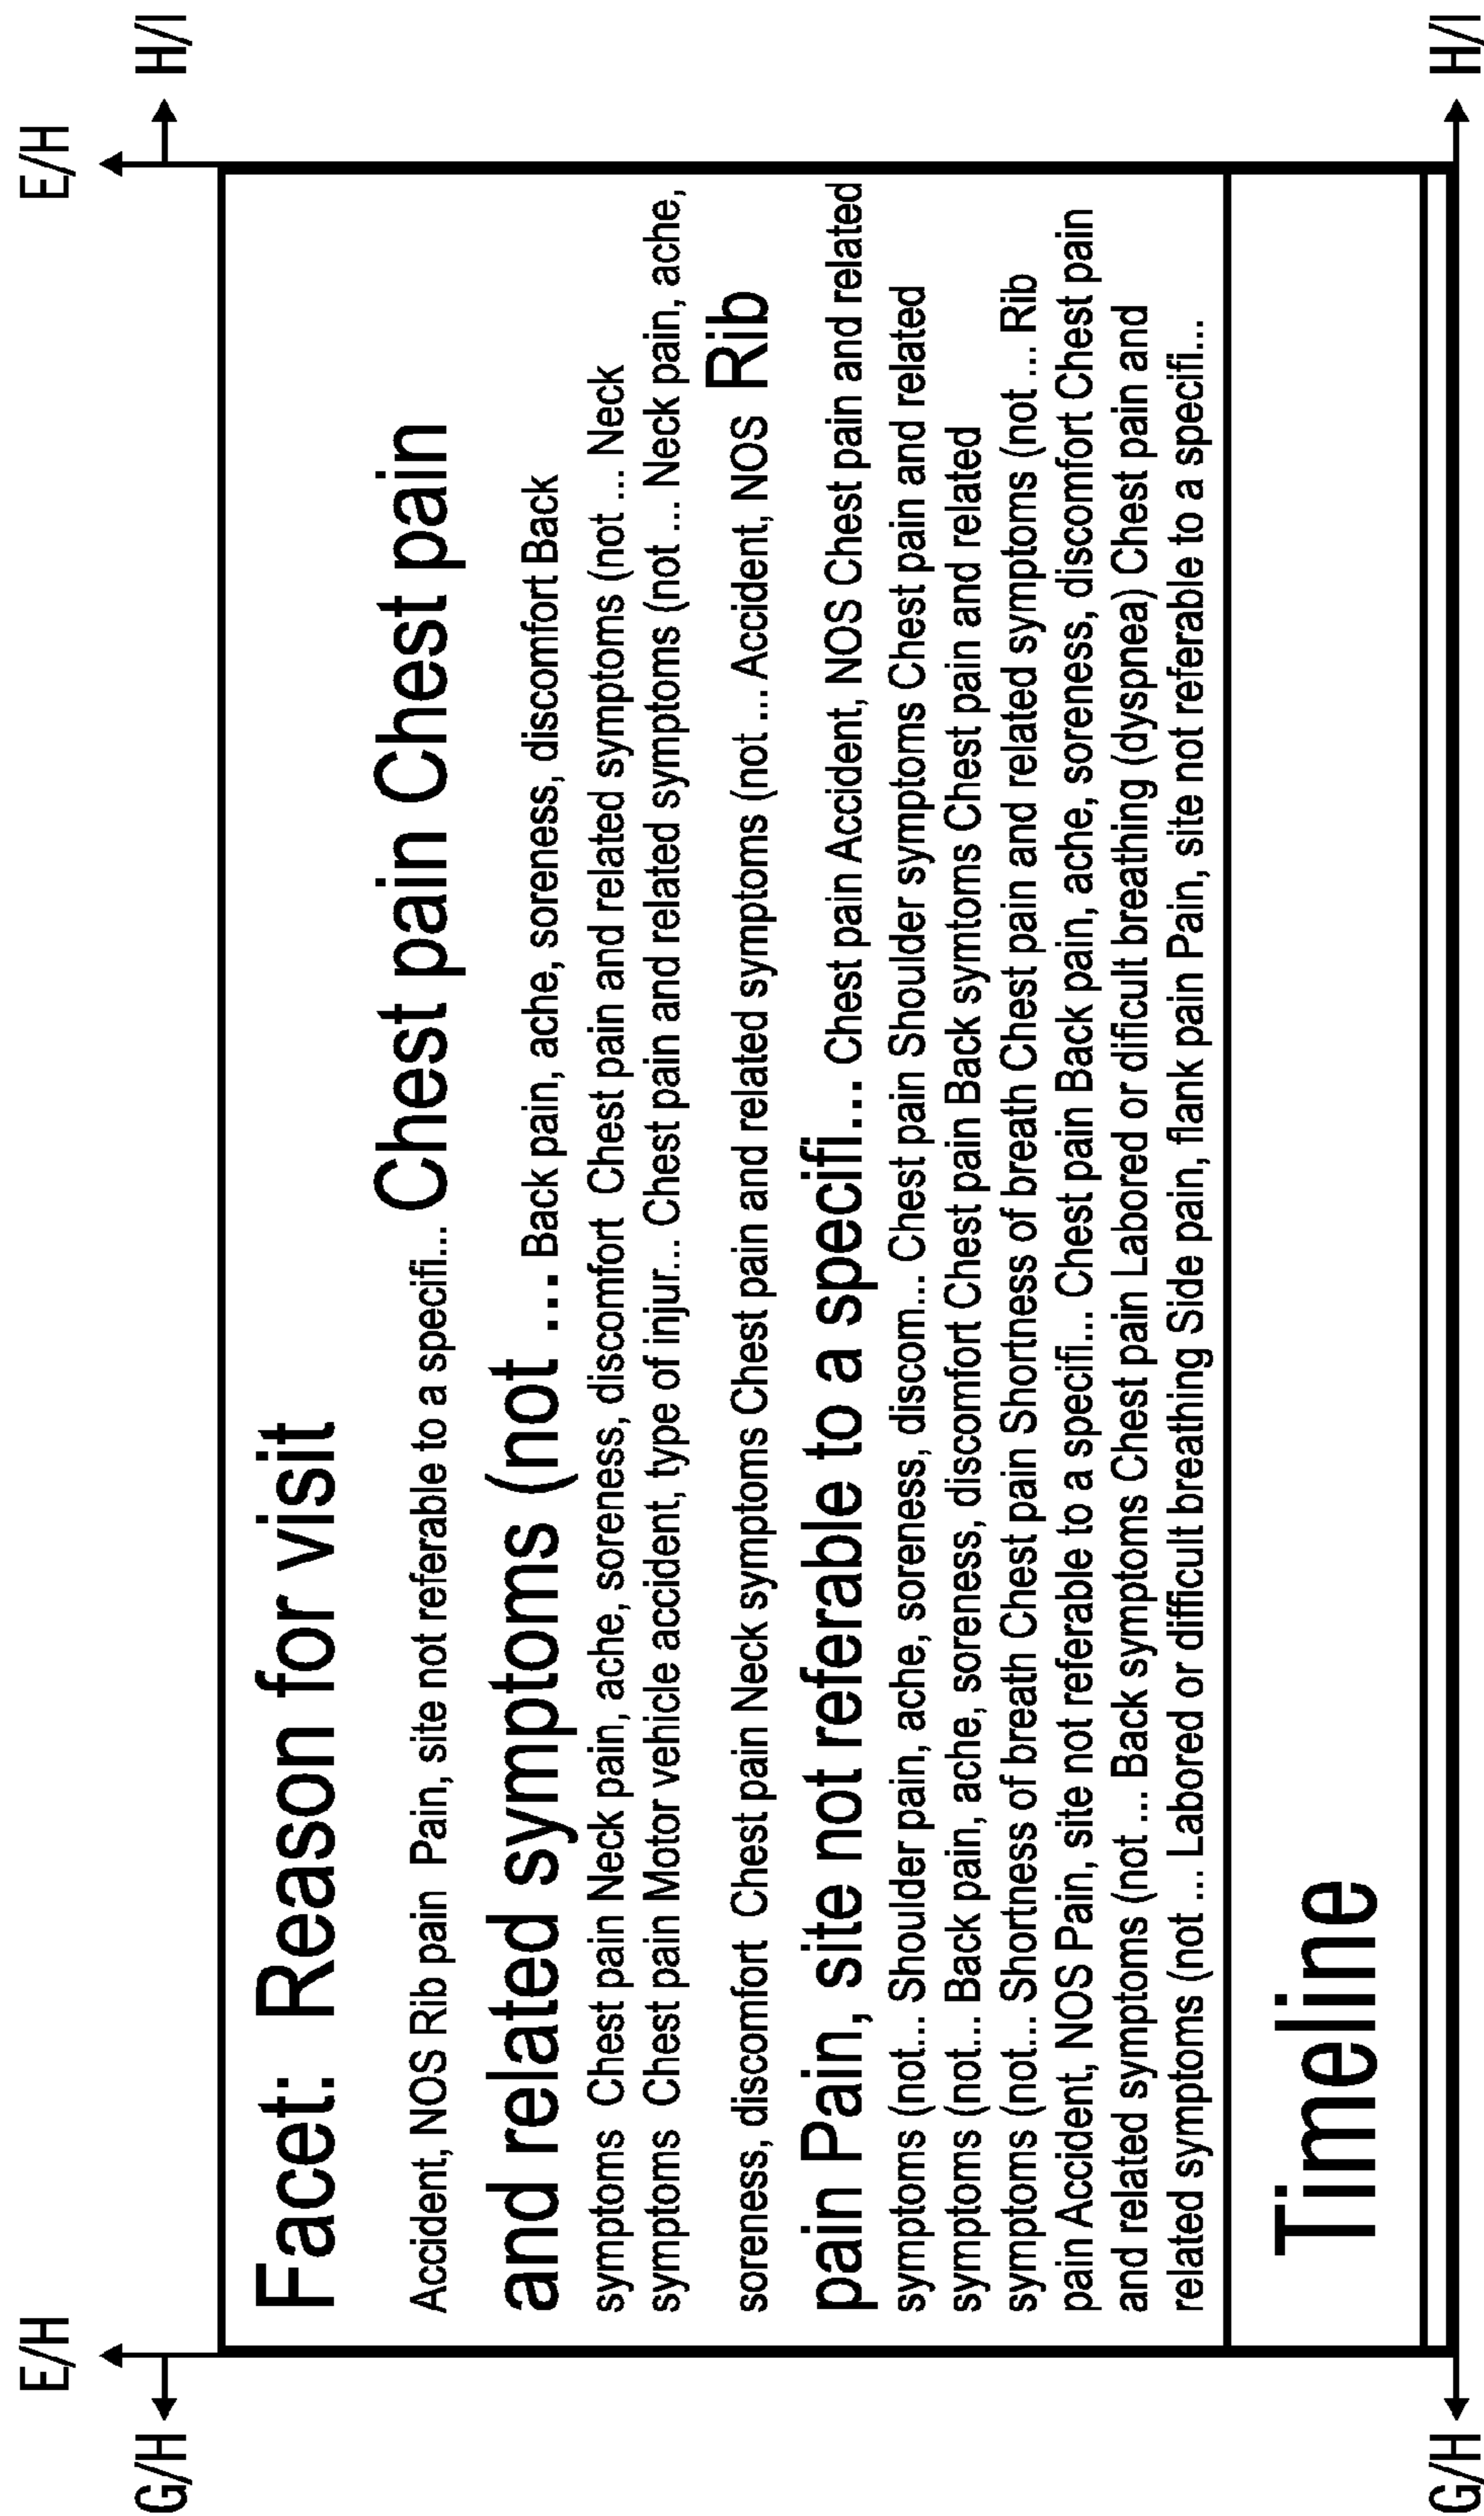 E/H E/H
G/H H/I
Facet: Reason for visit
Accident, NOS Rib pain Pain, site not referable to a specifi... Chest pain Chest pain
and related symptoms (not ... Back pain, ache, soreness, discomfort Back
symptoms Chest pain Neck pain, ache, soreness, discomfort Chest pain and related symptoms (not ... Neck
symptoms Chest pain Motor vehicle accident, type of injur... Chest pain and related symptoms (not ... Neck pain, ache,
soreness, discomfort Chest pain Neck symptoms Chest pain and related symptoms (not ... Accident, NOS Rib
pain Pain, site not referable to a specifi... Chest pain Accident, NOS Chest pain and related
symptoms (not... Shoulder pain, ache, soreness, discom... Chest pain Shoulder symptoms Chest pain and related
symptoms (not... Back pain, ache, soreness, discomfort Chest pain Back symtoms Chest pain and related
symptoms (not... Shortness of breath Chest pain Shortness of breath Chest pain and related symptoms (not ... Rib
pain Accident, NOS Pain, site not referable to a specifi... Chest pain Back pain, ache, soreness, discomfort Chest pain
and related symptoms (not ... Back symptoms Chest pain Labored or dificult breathing (dyspnea) Chest pain and
related symptoms (not ... Labored or difficult breathing Side pain, flank pain Pain, site not referable to a specifi...
Timeline
G/H H/I